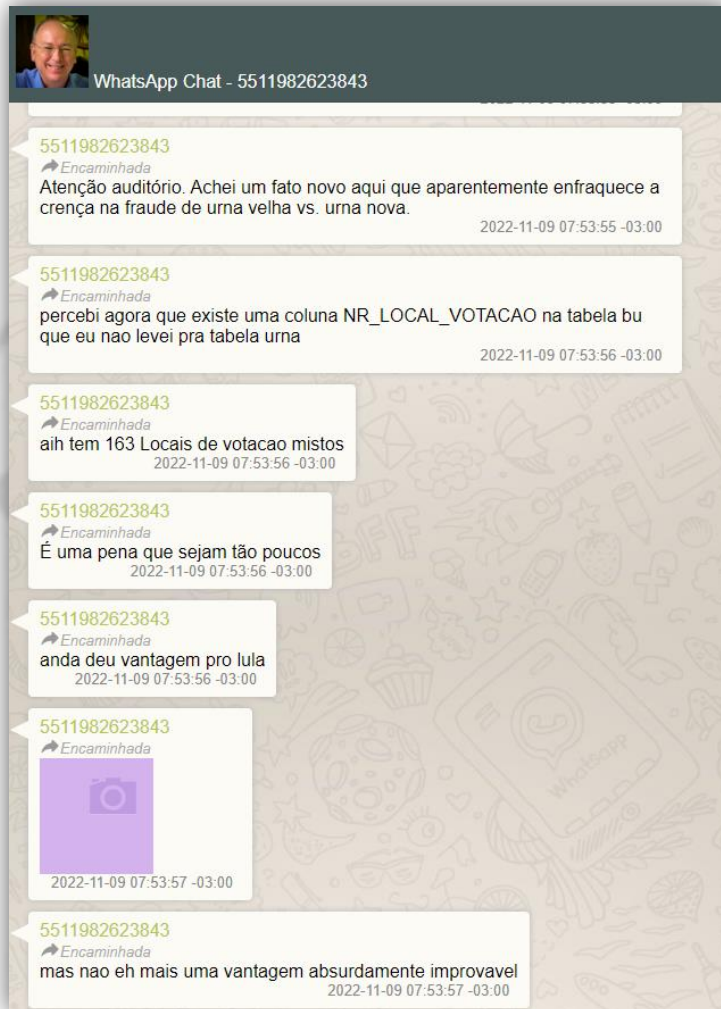 WhatsApp Chat - 5511982623843
5511982623843
Encaminhada
Atenção auditório. Achei um fato novo aqui que aparentemente enfraquece a
crença na fraude de urna velha vs. urna nova.
2022-11-09 07:53:55 -03:00
5511982623843
Encaminhada
percebi agora que existe uma coluna NR_LOCAL_VOTACAO na tabela bu
que eu nao levei pra tabela urna
2022-11-09 07:53:56 -03:00
5511982623843
Encaminhada
aih tem 163 Locais de votacao mistos
2022-11-09 07:53:56 -03:00
5511982623843
Encaminhada
É uma pena que sejam tão poucos
2022-11-09 07:53:56 -03:00
5511982623843
Encaminhada
anda deu vantagem pro lula
2022-11-09 07:53:56 -03:00
5511982623843
Encaminhada
2022-11-09 07:53:57 -03:00
5511982623843
Encaminhada
mas nao eh mais uma vantagem absurdamente improvavel
2022-11-09 07:53:57 -03:00